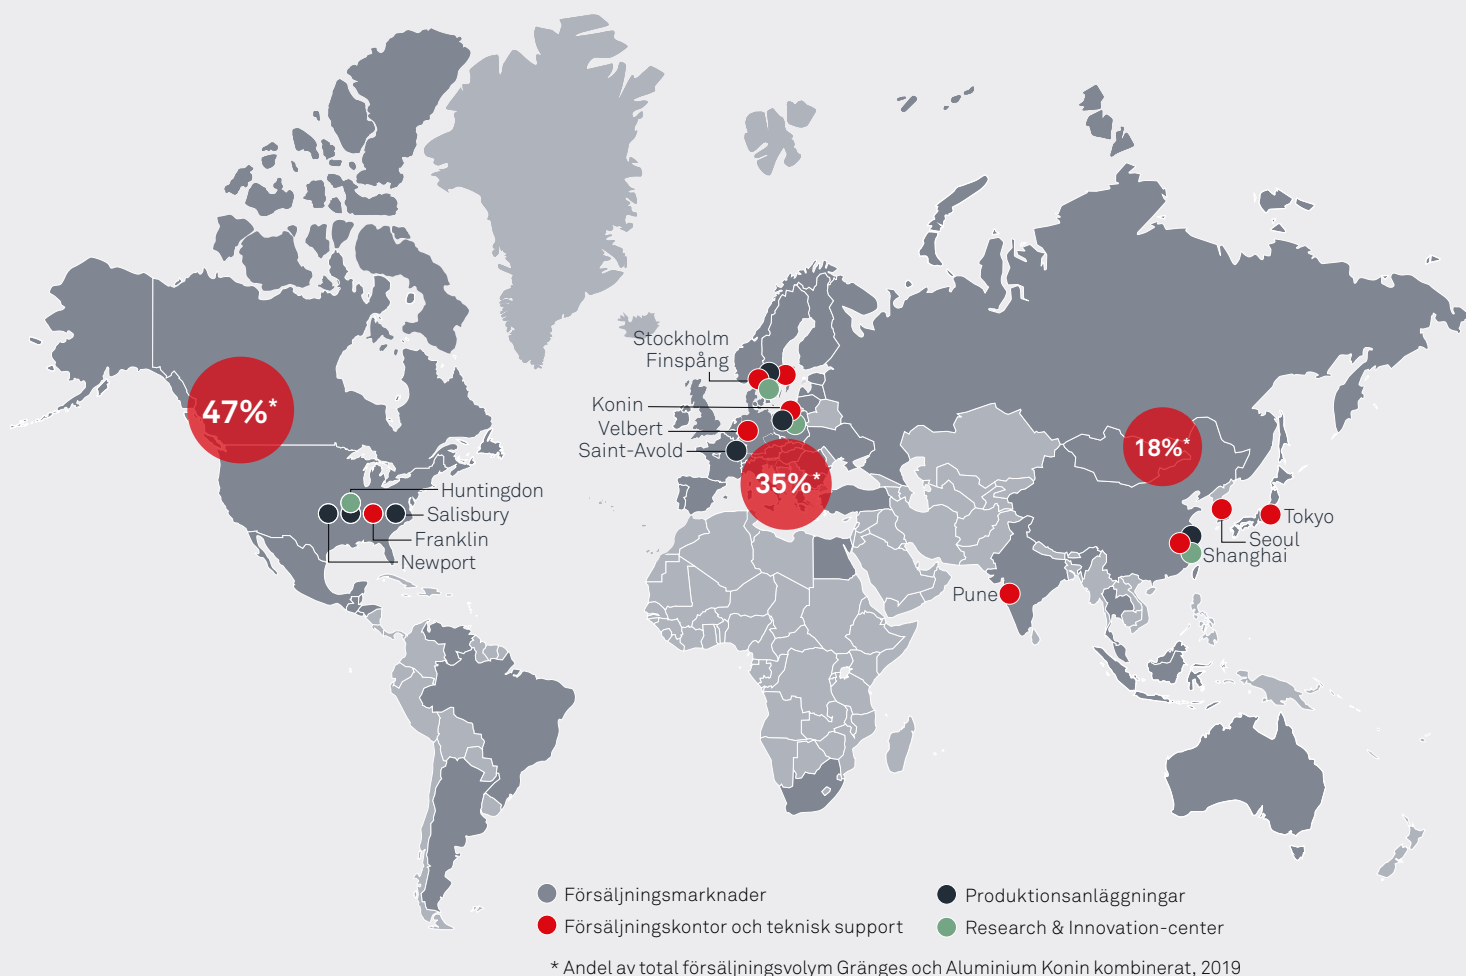 Stockholm
Finspång
47%*
Konin
Velbert
Saint-Avold
18%*
35%*
Huntingdon
Salisbury
Franklin
Newport
Tokyo
Seoul
Shanghai
Pune
Försäljningsmarknader
Försäljningskontor och teknisk support
Produktionsanläggningar
Research & Innovation-center
* Andel av total försäljningsvolym Gränges och Aluminium Konin kombinerat, 2019